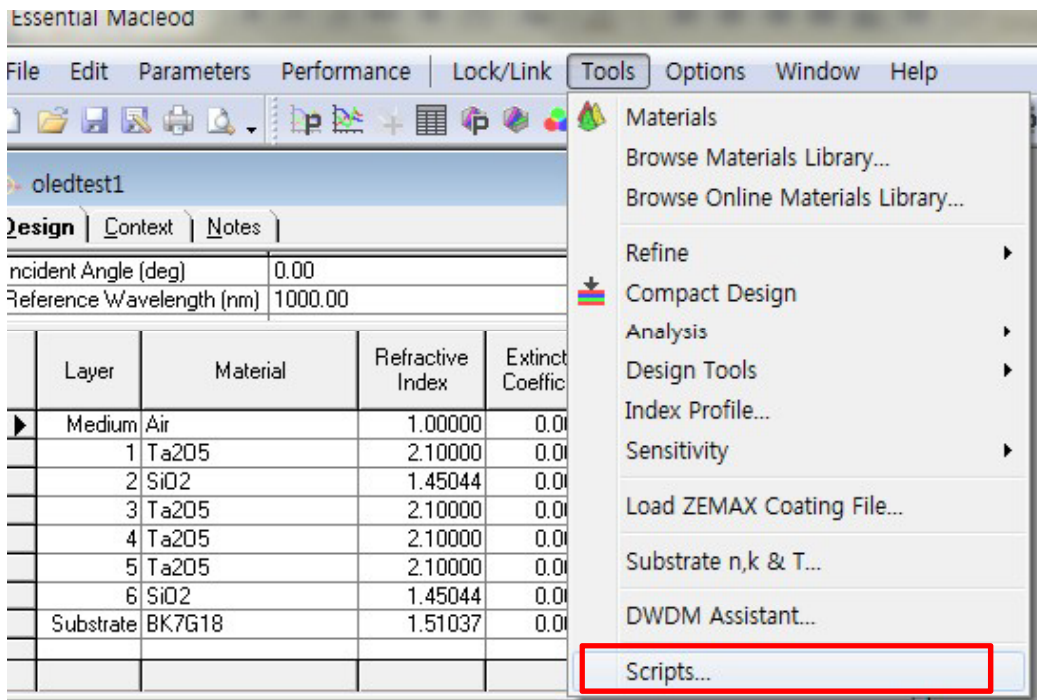 Essential Macleod
File Edit Parameters Performance Lock/Link Tools Options Window Help
oledtest1
Design Context Notes
Incident Angle (deg) 0.00
Reference Wavelength (nm) 1000.00
Layer Material Refractive Index
Medium Air 1.00000
1 Ta2O5 2.10000
2 SiO2 1.45044
3 Ta2O5 2.10000
4 Ta2O5 2.10000
5 Ta2O5 2.10000
6 SiO2 1.45044
Substrate BK7G18 1.51037
Materials
Browse Materials Library...
Browse Online Materials Library...
Refine
Compact Design
Analysis
Design Tools
Index Profile...
Sensitivity
Load ZEMAX Coating File...
Substrate n,k & T...
DWDM Assistant...
Scripts...